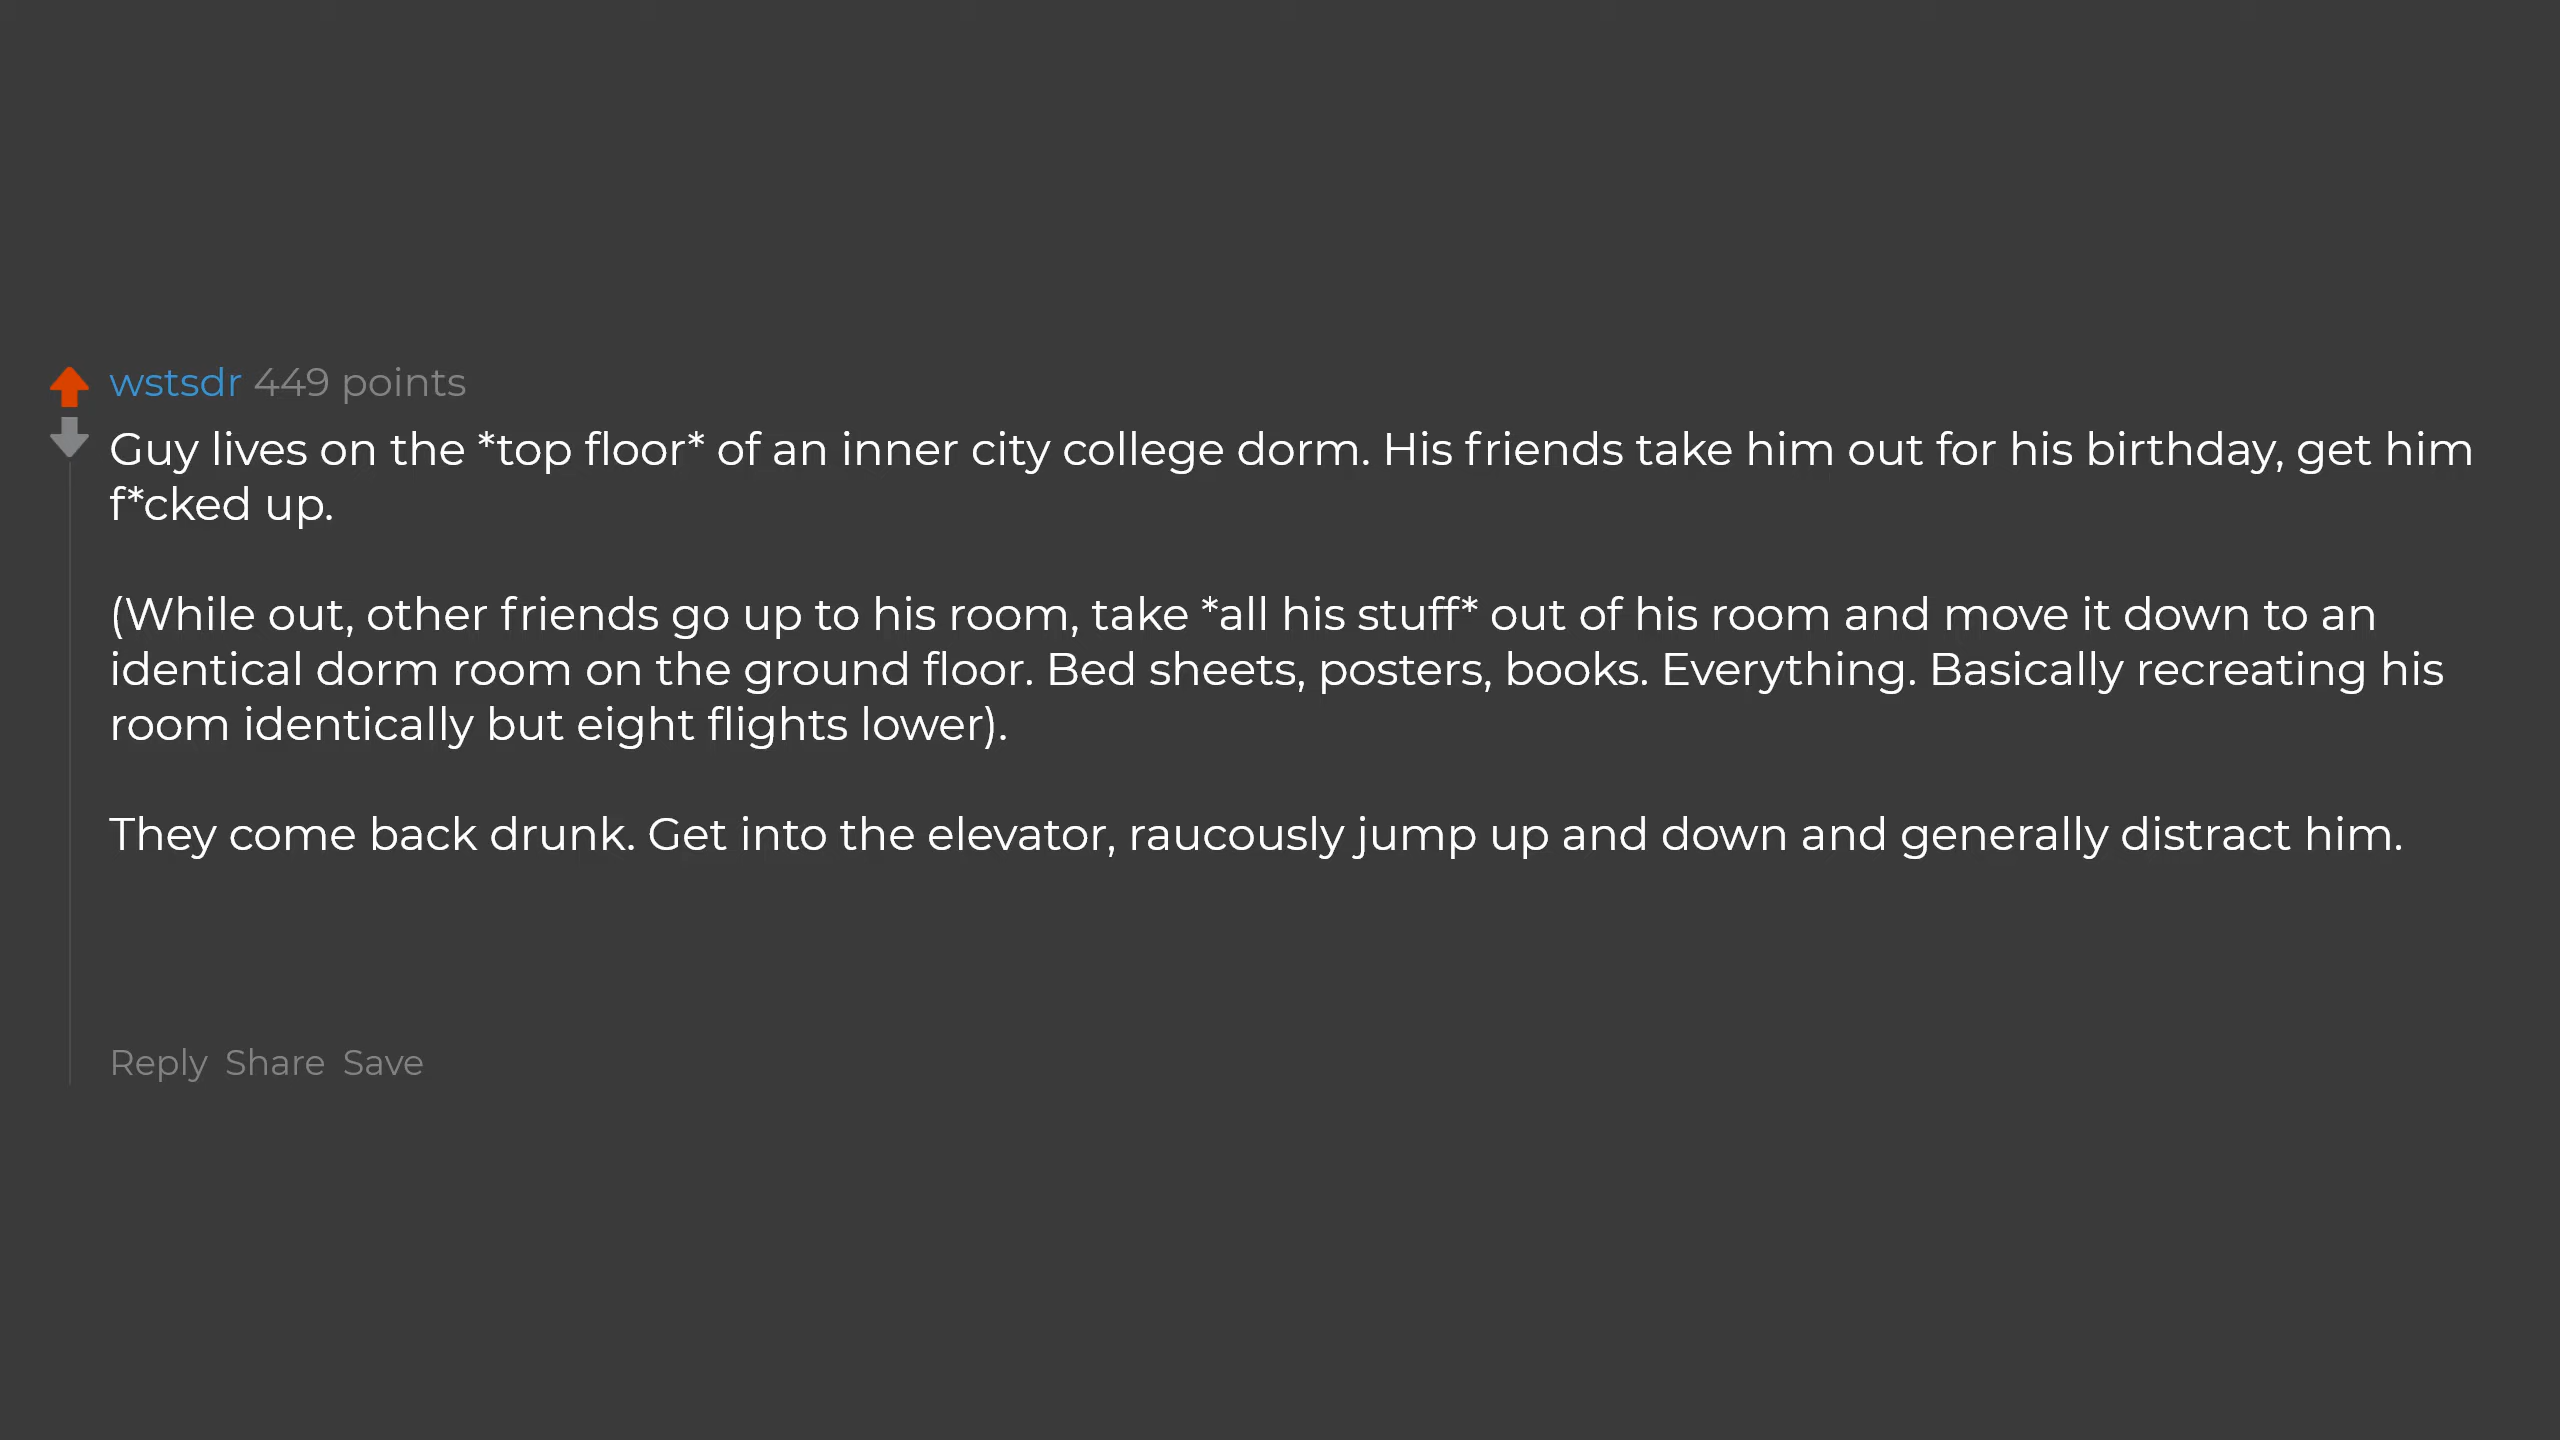 wstsdr 449 points
Guy lives on the *top floor* of an inner city college dorm. His friends take him out for his birthday, get him
f*cked up.
(While out, other friends go up to his room, take *all his stuff* out of his room and move it down to an
identical dorm room on the ground floor. Bed sheets, posters, books. Everything. Basically recreating his
room identically but eight flights lower).
They come back drunk. Get into the elevator, raucously jump up and down and generally distract him.
Reply Share Save